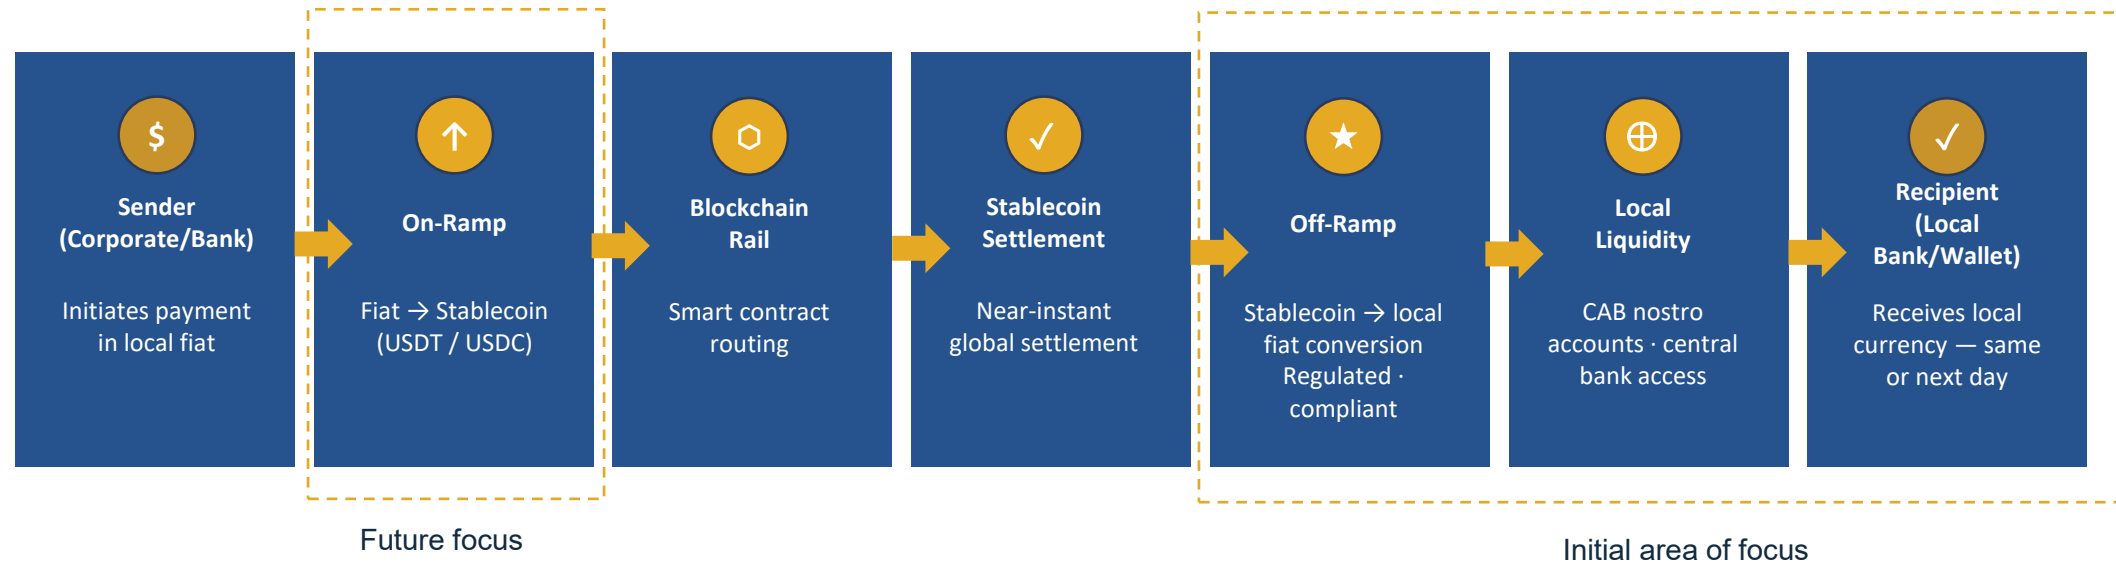 $
Sender
(Corporate/Bank)
Initiates payment
in local fiat
On-Ramp
Fiat → Stablecoin
(USDT / USDC)
Blockchain
Rail
Smart contract
routing
Stablecoin
Settlement
Near-instant
global settlement
Off-Ramp
Stablecoin → local
fiat conversion
Regulated ·
compliant
Local
Liquidity
CAB nostro
accounts · central
bank access
Recipient
(Local
Bank/Wallet)
Receives local
currency — same
or next day
Future focus
Initial area of focus